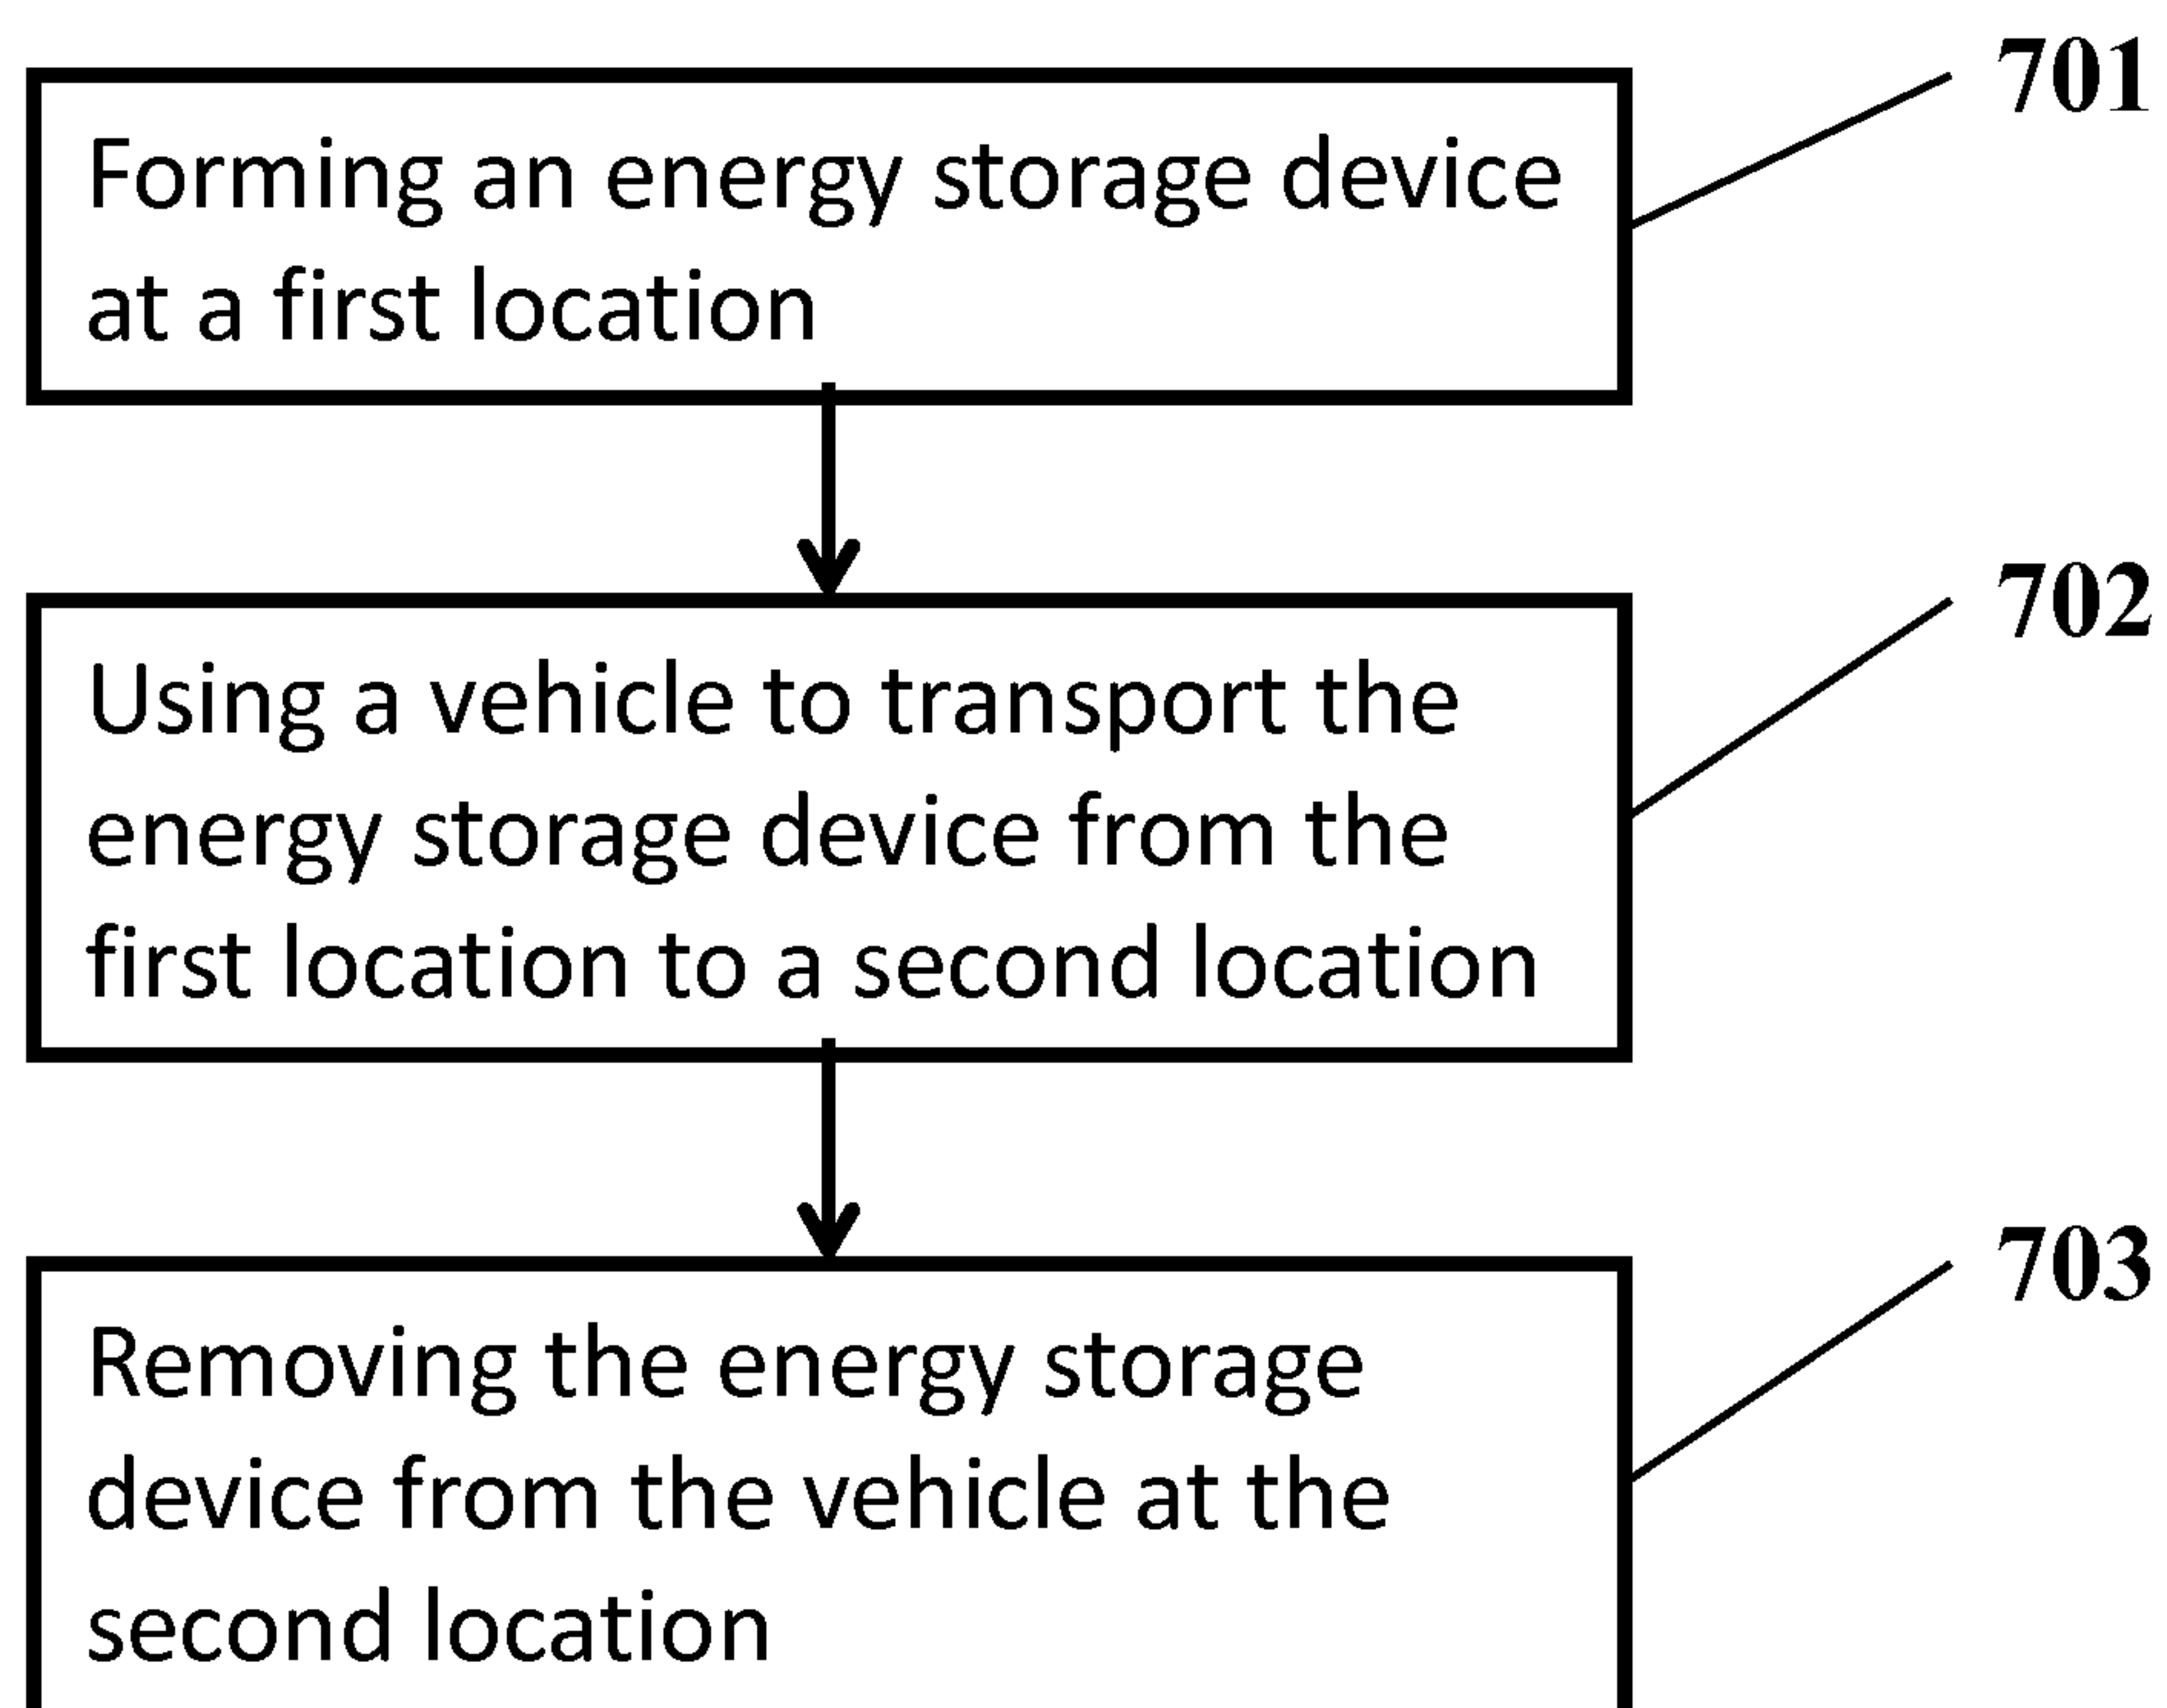 701
Forming an energy storage device
at a first location
702
Using a vehicle to transport the
energy storage device from the
first location to a second location
703
Removing the energy storage
device from the vehicle at the
second location